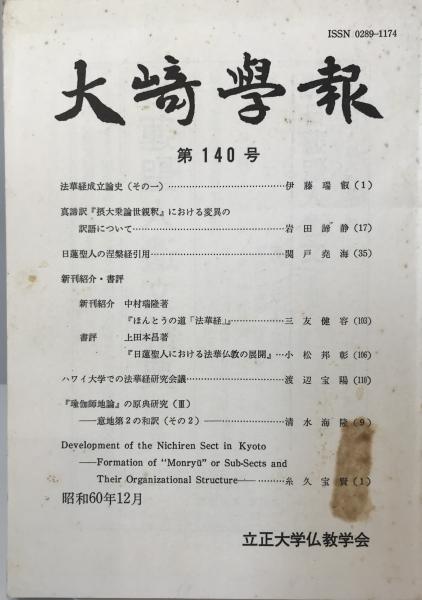 ISSN 0289-1174
大崎學報
第140号
法華経成立論史(その一)…………………………………伊藤瑞叡(1)
真諦訳『摂大乗論世親釈』における変異の
訳語について……………………………………………岩田諦静(17)
日蓮聖人の涅槃経引用……………………………………関戸堯海(35)
新刊紹介・書評
新刊紹介 中村瑞隆著
『ほんとうの道「法華経」』………………三友健容(103)
書評 上田本昌著
『日蓮聖人における法華仏教の展開』…小松邦彰(106)
ハワイ大学での法華経研究会議…………………………渡辺宝陽(110)
『瑜伽師地論』の原典研究(Ⅲ)
——意地第2の和訳(その2)——……………………清水海隆(9)
Development of the Nichiren Sect in Kyoto
——Formation of "Monryū" or Sub-Sects and
Their Organizational Structure——………糸久宝賢(1)
昭和60年12月
立正大学仏教学会